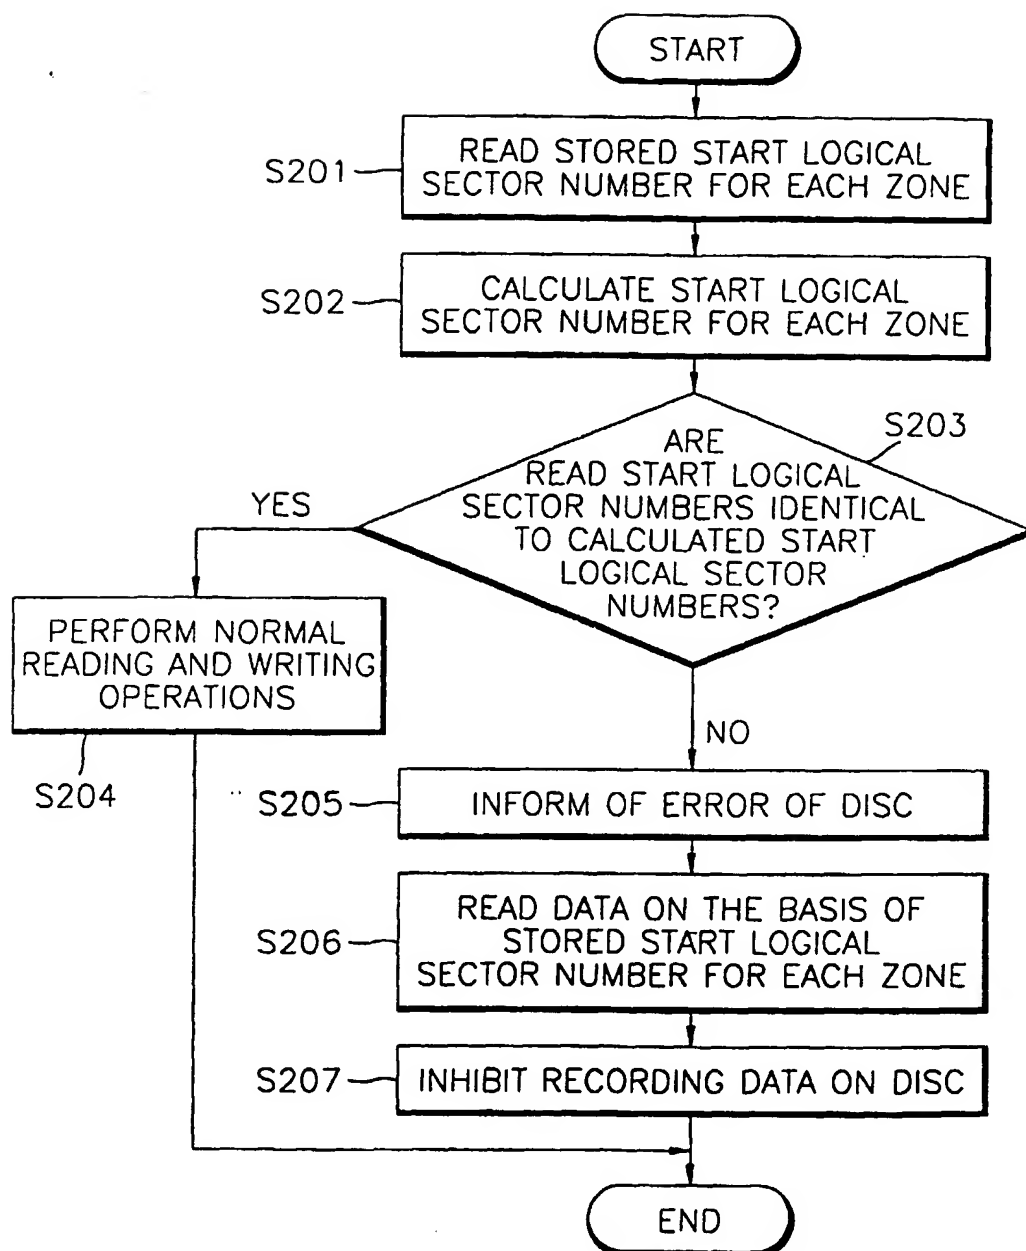 START
S201
READ STORED START LOGICAL
SECTOR NUMBER FOR EACH ZONE
S202
CALCULATE START LOGICAL
SECTOR NUMBER FOR EACH ZONE
S203
ARE
READ START LOGICAL
SECTOR NUMBERS IDENTICAL
TO CALCULATED START
LOGICAL SECTOR
NUMBERS?
YES
PERFORM NORMAL
READING AND WRITING
OPERATIONS
S204
NO
S205
INFORM OF ERROR OF DISC
S206
READ DATA ON THE BASIS OF
STORED START LOGICAL
SECTOR NUMBER FOR EACH ZONE
S207
INHIBIT RECORDING DATA ON DISC
END